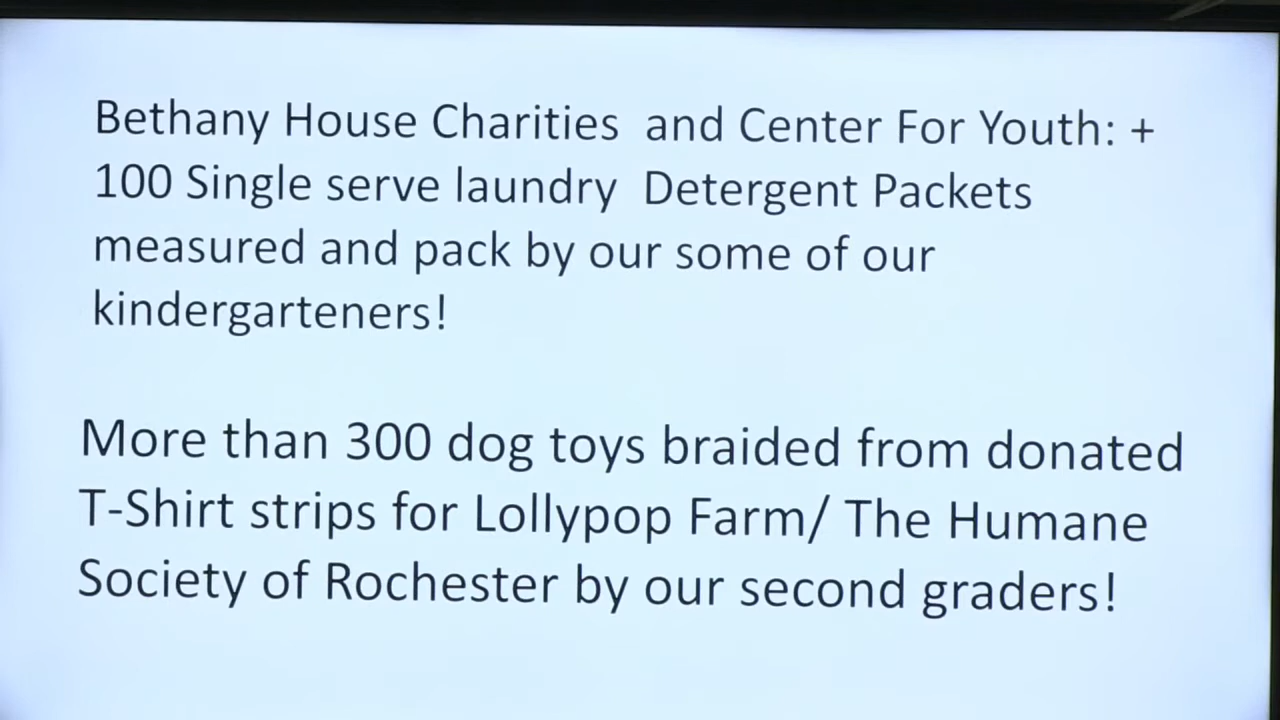 Bethany House Charities  and Center For Youth: +
100 Single serve laundry  Detergent Packets
measured and pack by our some of our
kindergarteners!
More than 300 dog toys braided from donated
T-Shirt strips for Lollypop Farm/ The Humane
Society of Rochester by our second graders!